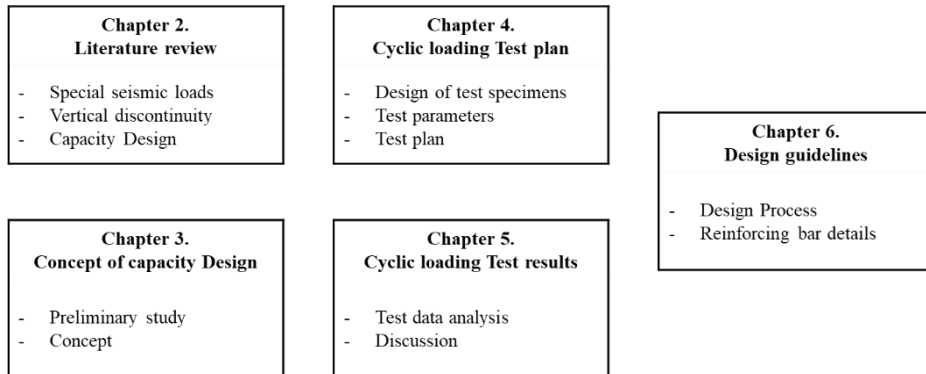 Chapter 2.
Literature review
- Special seismic loads
- Vertical discontinuity
- Capacity Design
Chapter 3.
Concept of capacity Design
- Preliminary study
- Concept
Chapter 4.
Cyclic loading Test plan
- Design of test specimens
- Test parameters
- Test plan
Chapter 5.
Cyclic loading Test results
- Test data analysis
- Discussion
Chapter 6.
Design guidelines
- Design Process
- Reinforcing bar details